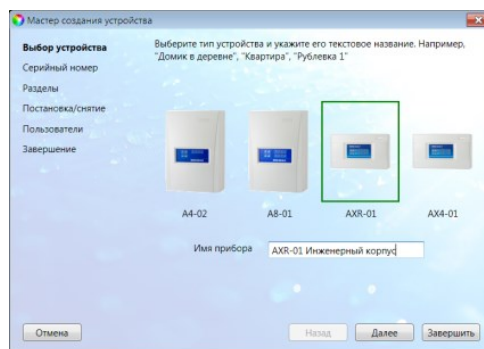 Мастер создания устройства
Выбор устройства
Серийный номер
Разделы
Постановка/снятие
Пользователи
Завершение
Выберите тип устройства и укажите его текстовое название. Например,
"Домик в деревне", "Квартира", "Рублевка 1"
А4-02
А8-01
AXR-01
AX4-01
Имя прибора
AXR-01 Инженерный корпус
Отмена
Назад
Далее
Завершить